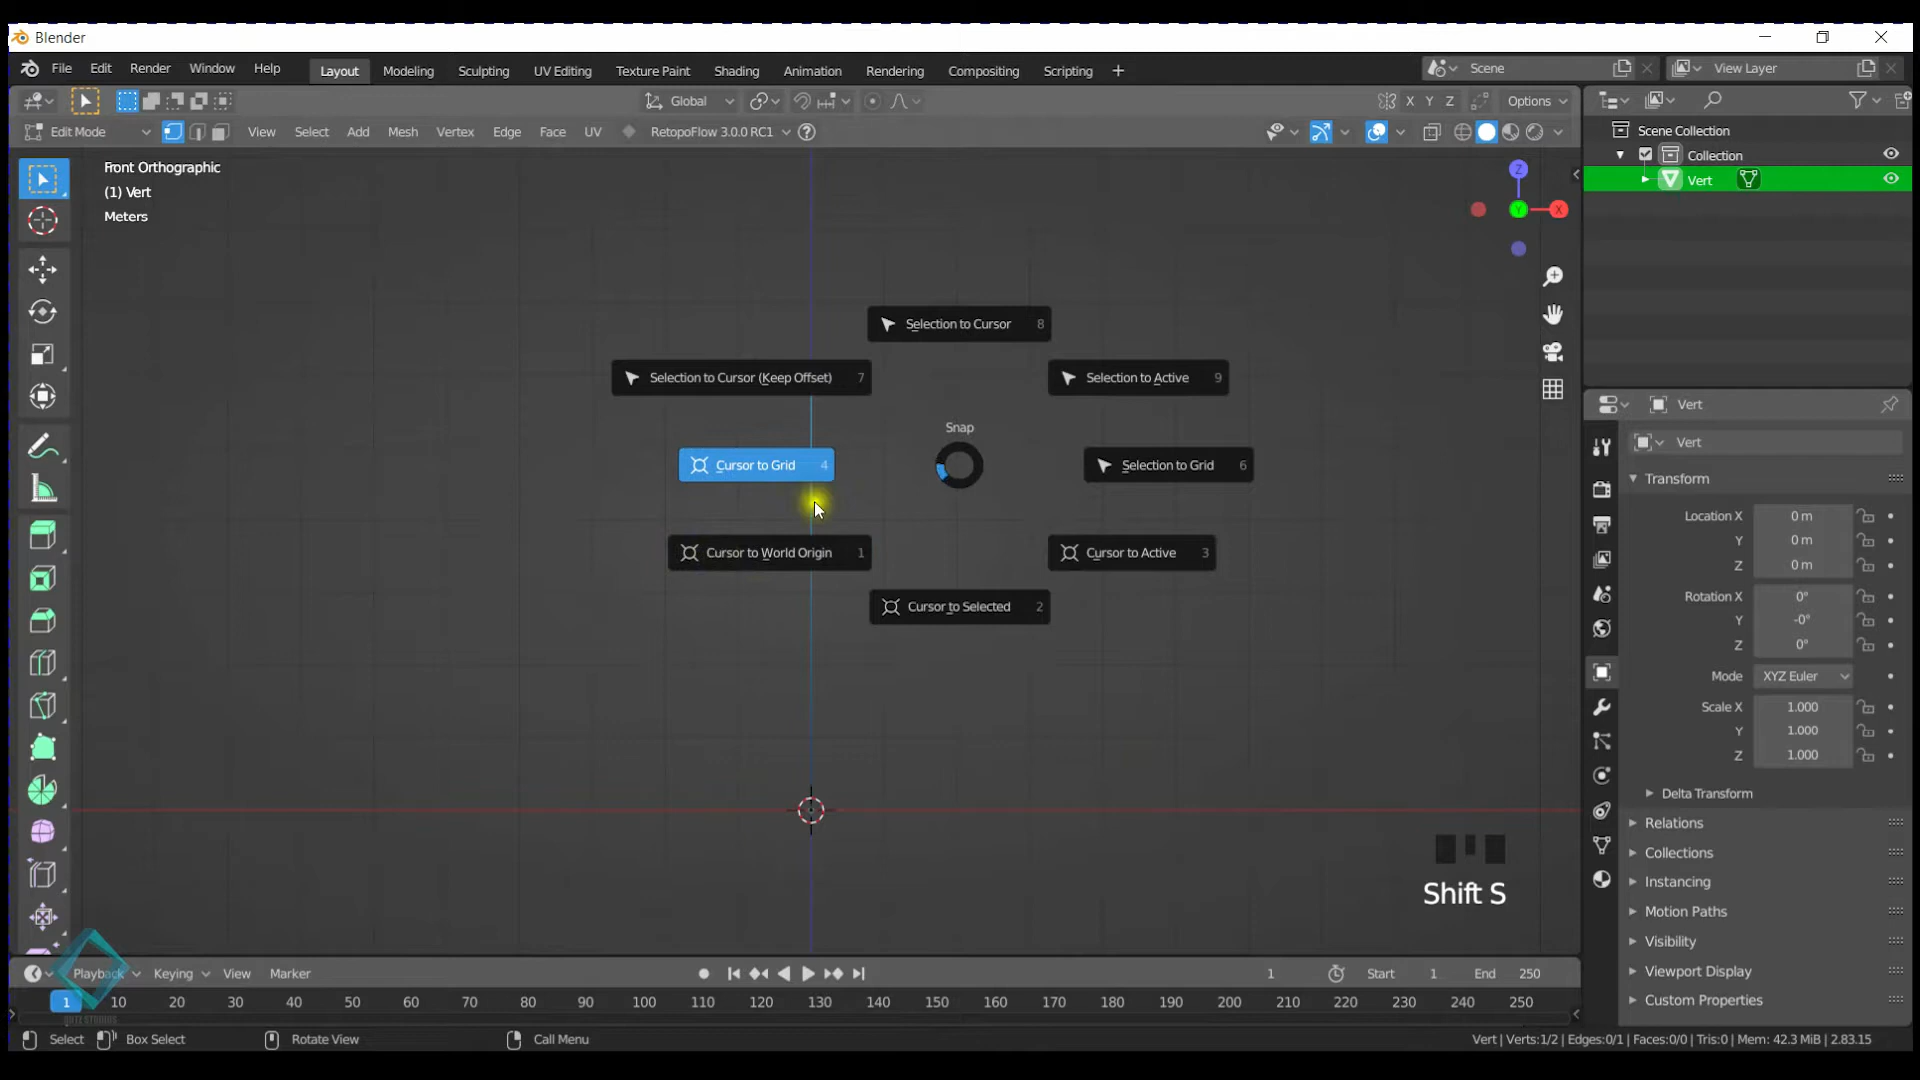 Blender
File Edit Render Window Help Layout Modeling Sculpting UV Editing Texture Paint Shading Animation Rendering Compositing Scripting + Scene View Layer
Global X Y Z Options
Edit Mode View Select Add Mesh Vertex Edge Face UV RetopoFlow 3.0.0 RC1
Scene Collection
Collection
Vert
Front Orthographic
(1) Vert
Meters
Z
Y
X
Selection to Cursor 8
Selection to Cursor (Keep Offset) 7
Selection to Active 9
Snap
Cursor to Grid 4
Selection to Grid 6
Cursor to World Origin 1
Cursor to Active 3
Cursor to Selected 2
Shift S
Vert
Vert
Transform
Location X 0 m
Y 0 m
Z 0 m
Rotation X 0°
Y -0°
Z 0°
Mode XYZ Euler
Scale X 1.000
Y 1.000
Z 1.000
Delta Transform
Relations
Collections
Instancing
Motion Paths
Visibility
Viewport Display
Custom Properties
Playback Keying View Marker 1 Start 1 End 250
1 10 20 30 40 50 60 70 80 90 100 110 120 130 140 150 160 170 180 190 200 210 220 230 240 250
Select Box Select Rotate View Call Menu Vert | Verts:1/2 | Edges:0/1 | Faces:0/0 | Tris:0 | Mem: 42.3 MiB | 2.83.15